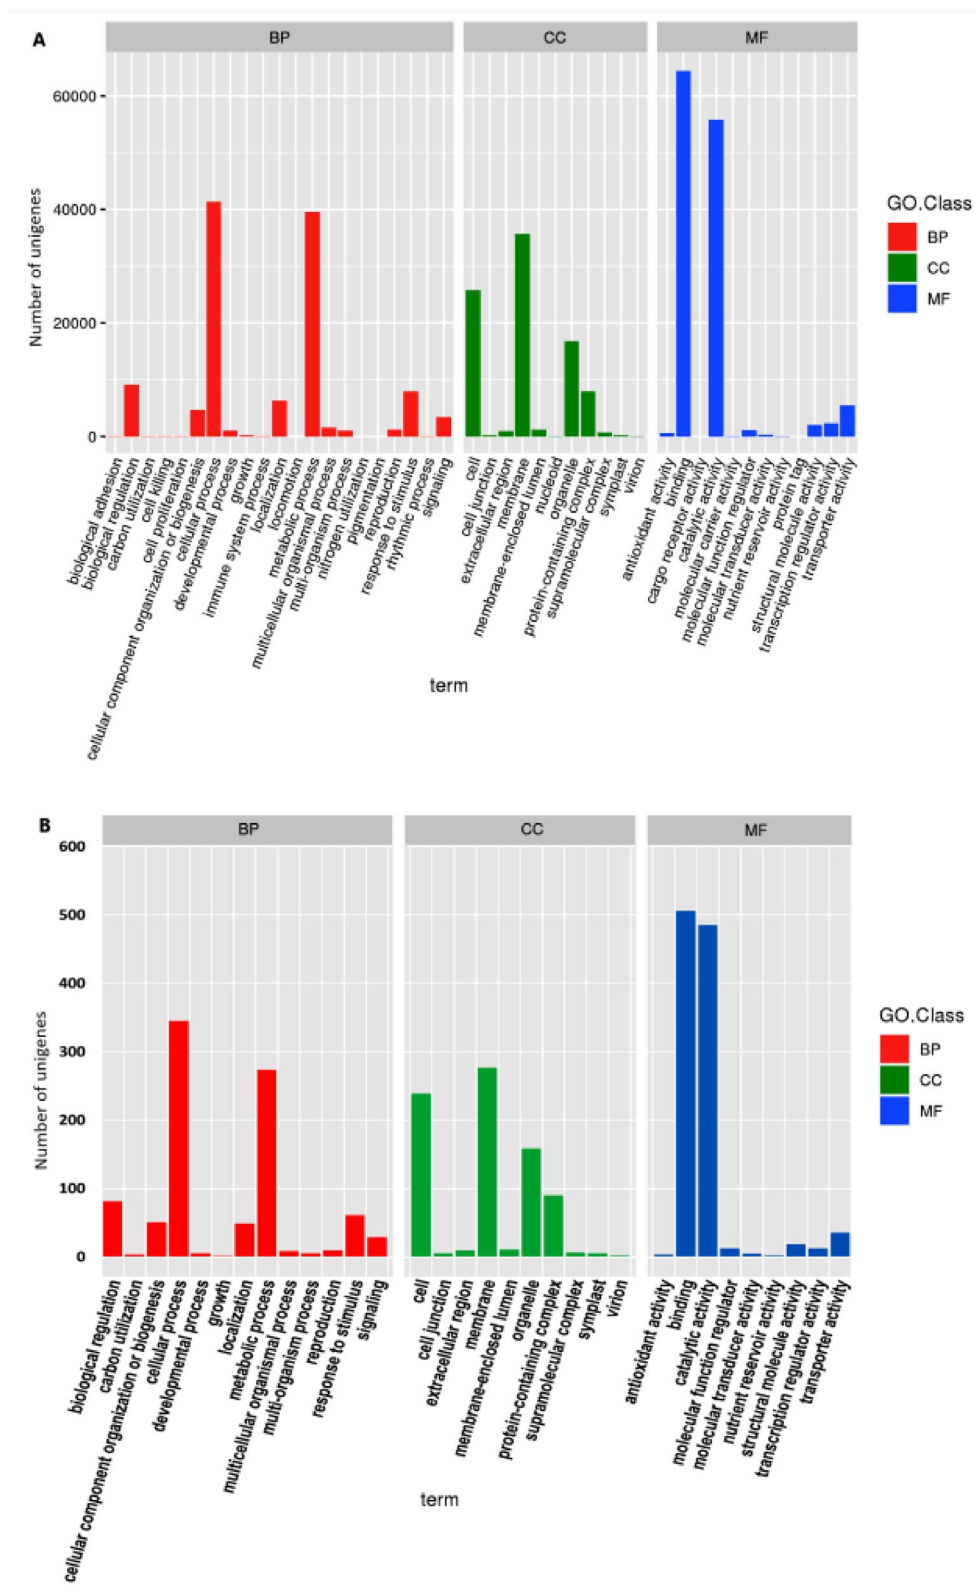 A
BP
CC
MF
Number of unigenes
60000
40000
20000
0
biological adhesion
biological regulation
carbon utilization
cell killing
cell proliferation
cellular component organization or biogenesis
cellular process
developmental process
growth
immune system process
localization
locomotion
metabolic process
multicellular organismal process
multi-organism process
nitrogen utilization
pigmentation
reproduction
response to stimulus
rhythmic process
signaling
cell
cell junction
extracellular region
membrane
membrane-enclosed lumen
nucleoid
organelle
protein-containing complex
supramolecular complex
symplast
virion
antioxidant activity
binding
cargo receptor activity
catalytic activity
molecular carrier activity
molecular function regulator
molecular transducer activity
nutrient reservoir activity
protein tag
structural molecule activity
transcription regulator activity
transporter activity
term
GO.Class
BP
CC
MF
B
BP
CC
MF
Number of unigenes
600
500
400
300
200
100
0
biological regulation
carbon utilization
cellular component organization or biogenesis
cellular process
developmental process
growth
localization
metabolic process
multicellular organismal process
multi-organism process
reproduction
response to stimulus
signaling
cell
cell junction
extracellular region
membrane
membrane-enclosed lumen
organelle
protein-containing complex
supramolecular complex
symplast
virion
antioxidant activity
binding
catalytic activity
molecular function regulator
molecular transducer activity
nutrient reservoir activity
structural molecule activity
transcription regulator activity
transporter activity
term
GO.Class
BP
CC
MF